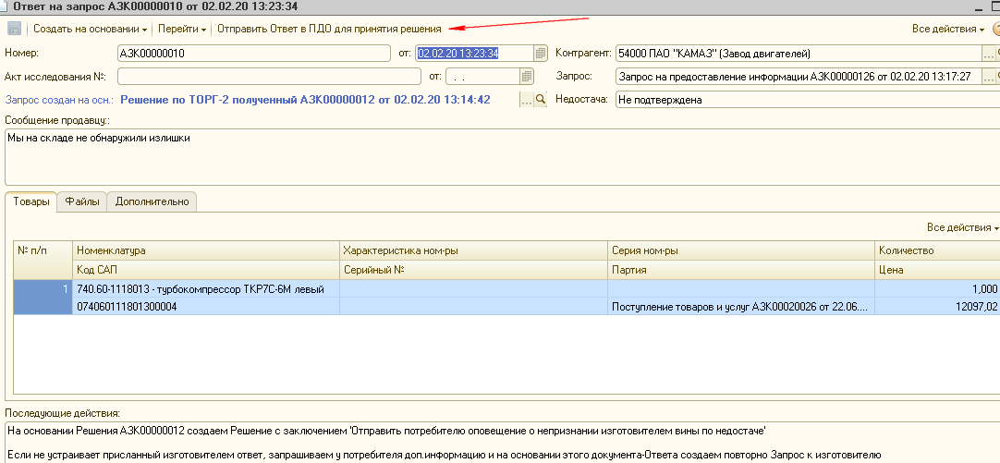 Ответ на запрос АЗК00000010 от 02.02.20 13:23:34
Создать на основании Перейти Отправить Ответ в ПДО для принятия решения Все действия
Номер: АЗК00000010 от: 02.02.20 13:23:34 Контрагент: 54000 ПАО "КАМАЗ" (Завод двигателей) ...
Акт исследования №: от: . . Запрос: Запрос на предоставление информации АЗК00000126 от 02.02.20 13:17:27 ...
Запрос создан на осн.: Решение по ТОРГ-2 полученный АЗК00000012 от 02.02.20 13:14:42 ... Недостача: Не подтверждена
Сообщение продавцу::
Мы на складе не обнаружили излишки
Товары Файлы Дополнительно
Все действия
№ п/п Номенклатура Характеристика ном-ры Серия ном-ры Количество
Код САП Серийный № Партия Цена
1 740.60-1118013 - турбокомпрессор ТКР7С-6М левый 1,000
074060111801300004 Поступление товаров и услуг АЗК00020026 от 22.06.... 12097,02
Последующие действия:
На основании Решения АЗК00000012 создаем Решение с заключением 'Отправить потребителю оповещение о непризнании изготовителем вины по недостаче'
Если не устраивает присланный изготовителем ответ, запрашиваем у потребителя доп.информацию и на основании этого документа-Ответа создаем повторно Запрос к изготовителю